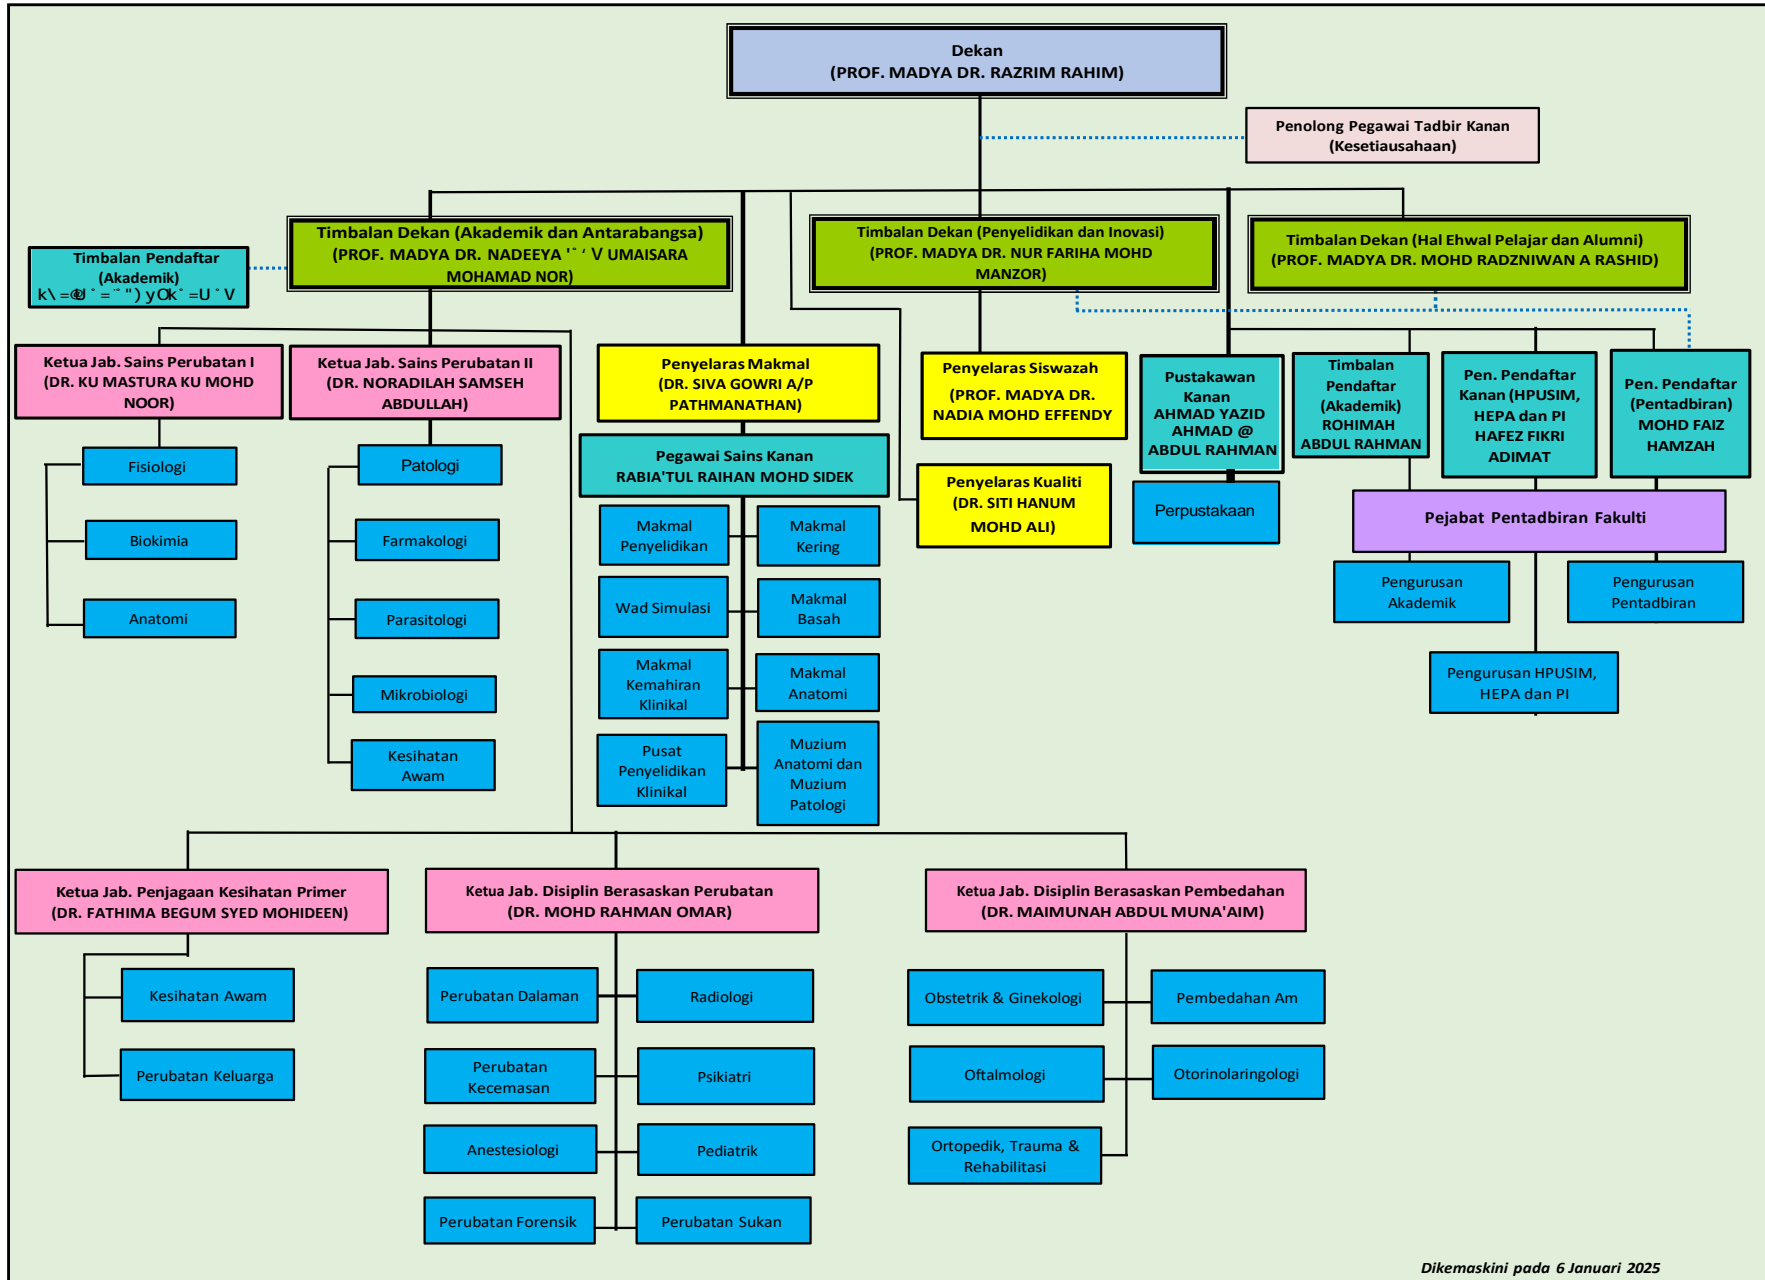 Dekan
(PROF. MADYA DR. RAZRIM RAHIM)
Penolong Pegawai Tadbir Kanan
(Kesetiausahaan)
Timbalan Dekan (Akademik dan Antarabangsa)
(PROF. MADYA DR. NADEEYA UMAISARA
MOHAMAD NOR)
Timbalan Dekan (Penyelidikan dan Inovasi)
(PROF. MADYA DR. NUR FARIHA MOHD
MANZOR)
Timbalan Dekan (Hal Ehwal Pelajar dan Alumni)
(PROF. MADYA DR. MOHD RADZNIWAN A RASHID)
Timbalan Pendaftar
(Akademik)
Ketua Jab. Sains Perubatan I
(DR. KU MASTURA KU MOHD
NOOR)
Ketua Jab. Sains Perubatan II
(DR. NORADILAH SAMSEH
ABDULLAH)
Penyelaras Makmal
(DR. SIVA GOWRI A/P
PATHMANATHAN)
Penyelaras Siswazah
(PROF. MADYA DR.
NADIA MOHD EFFENDY
Pustakawan
Kanan
AHMAD YAZID
AHMAD @
ABDUL RAHMAN
Timbalan
Pendaftar
(Akademik)
ROHIMAH
ABDUL RAHMAN
Pen. Pendaftar
Kanan (HPUSIM,
HEPA dan PI
HAFEZ FIKRI
ADIMAT
Pen. Pendaftar
(Pentadbiran)
MOHD FAIZ
HAMZAH
Pegawai Sains Kanan
RABIA'TUL RAIHAN MOHD SIDEK
Penyelaras Kualiti
(DR. SITI HANUM
MOHD ALI)
Perpustakaan
Pejabat Pentadbiran Fakulti
Fisiologi
Biokimia
Anatomi
Patologi
Farmakologi
Parasitologi
Mikrobiologi
Kesihatan
Awam
Makmal
Penyelidikan
Makmal
Kering
Wad Simulasi
Makmal
Basah
Makmal
Kemahiran
Klinikal
Makmal
Anatomi
Pusat
Penyelidikan
Klinikal
Muzium
Anatomi dan
Muzium
Patologi
Pengurusan
Akademik
Pengurusan
Pentadbiran
Pengurusan HPUSIM,
HEPA dan PI
Ketua Jab. Penjagaan Kesihatan Primer
(DR. FATHIMA BEGUM SYED MOHIDEEN)
Ketua Jab. Disiplin Berasaskan Perubatan
(DR. MOHD RAHMAN OMAR)
Ketua Jab. Disiplin Berasaskan Pembedahan
(DR. MAIMUNAH ABDUL MUNA'AIM)
Kesihatan Awam
Perubatan Keluarga
Perubatan Dalaman
Radiologi
Perubatan
Kecemasan
Psikiatri
Anestesiologi
Pediatrik
Perubatan Forensik
Perubatan Sukan
Obstetrik & Ginekologi
Pembedahan Am
Oftalmologi
Otorinolaringologi
Ortopedik, Trauma &
Rehabilitasi
Dikemaskini pada 6 Januari 2025